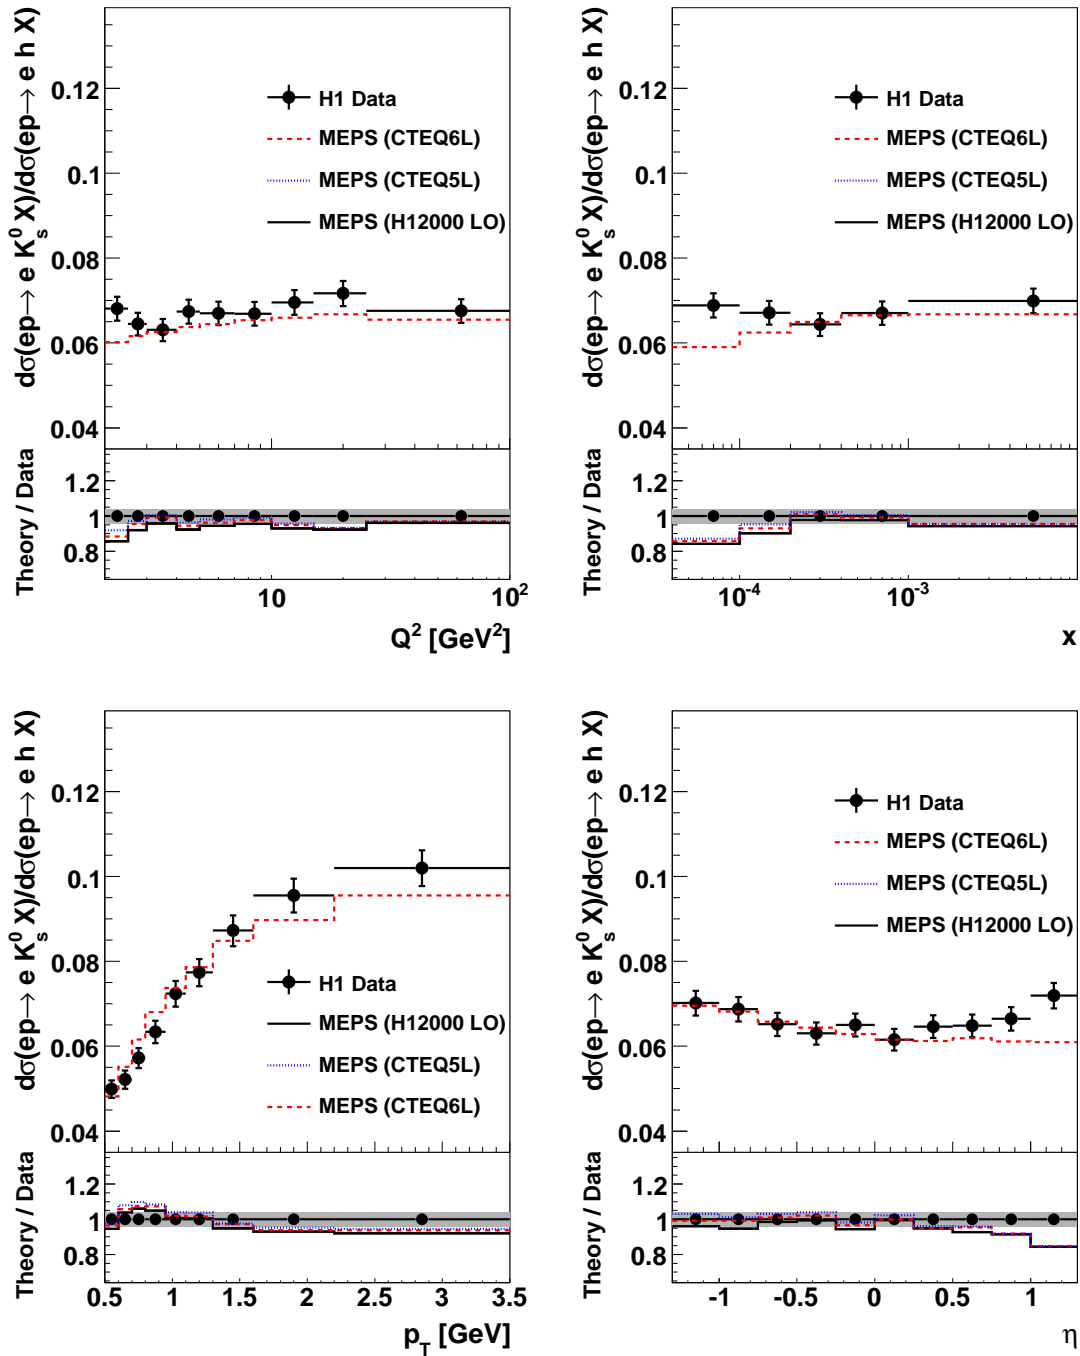 dσ(ep→ e K⁰ₛ X)/dσ(ep→ e h X)
0.12
0.1
0.08
0.06
0.04
H1 Data
MEPS (CTEQ6L)
MEPS (CTEQ5L)
MEPS (H12000 LO)
Theory / Data
1.2
1
0.8
10
10²
Q² [GeV²]
dσ(ep→ e K⁰ₛ X)/dσ(ep→ e h X)
0.12
0.1
0.08
0.06
0.04
H1 Data
MEPS (CTEQ6L)
MEPS (CTEQ5L)
MEPS (H12000 LO)
Theory / Data
1.2
1
0.8
10⁻⁴
10⁻³
x
dσ(ep→ e K⁰ₛ X)/dσ(ep→ e h X)
0.12
0.1
0.08
0.06
0.04
H1 Data
MEPS (H12000 LO)
MEPS (CTEQ5L)
MEPS (CTEQ6L)
Theory / Data
1.2
1
0.8
0.5 1 1.5 2 2.5 3 3.5
p_T [GeV]
dσ(ep→ e K⁰ₛ X)/dσ(ep→ e h X)
0.12
0.1
0.08
0.06
0.04
H1 Data
MEPS (CTEQ6L)
MEPS (CTEQ5L)
MEPS (H12000 LO)
Theory / Data
1.2
1
0.8
-1 -0.5 0 0.5 1
η